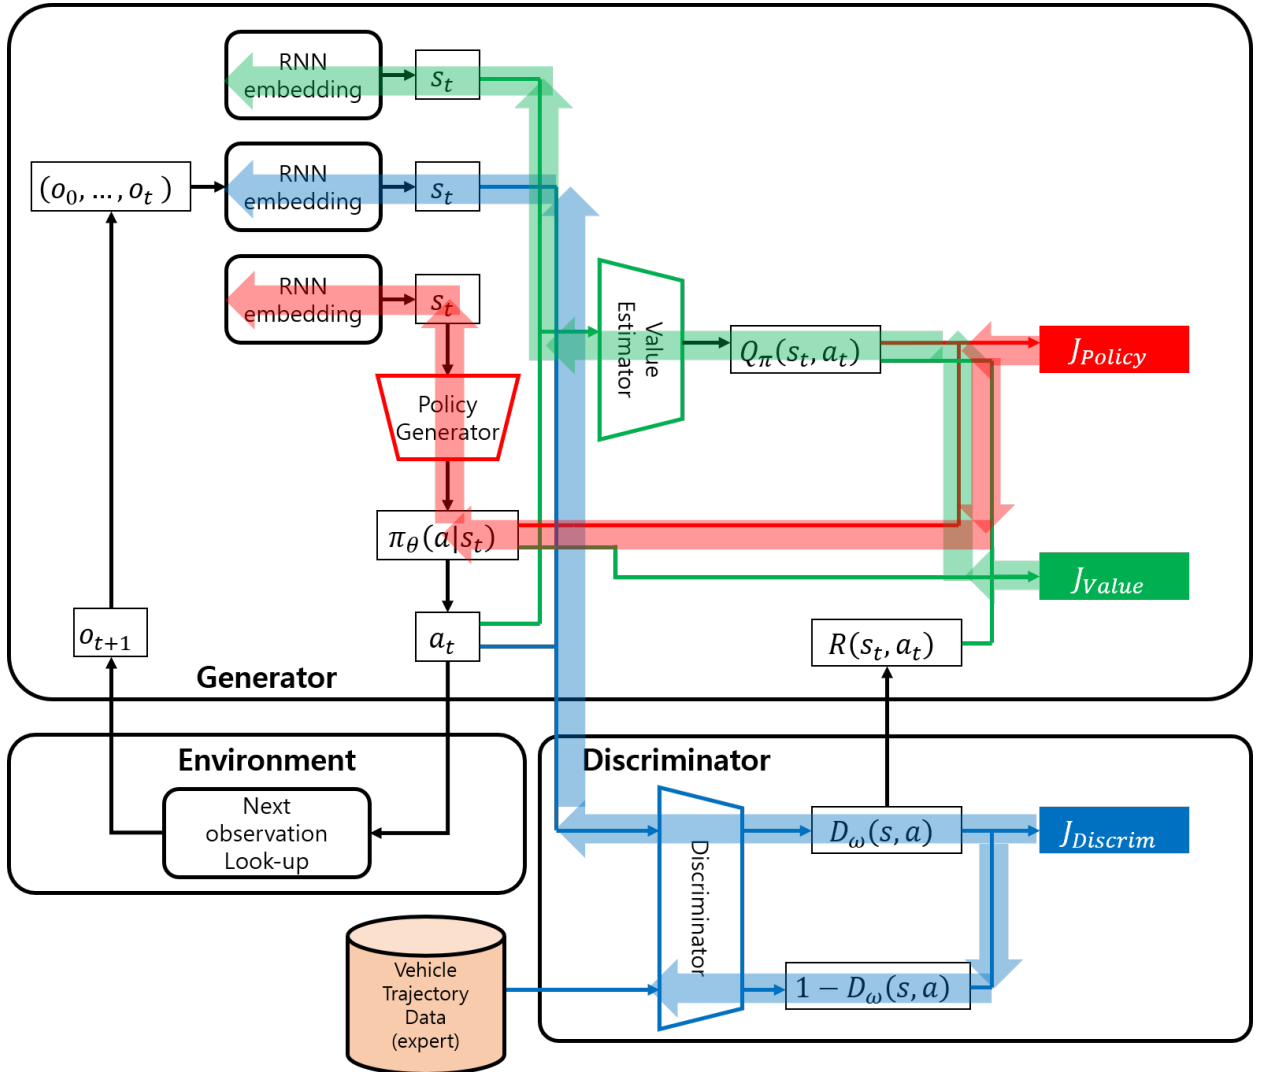 RNN
embedding
s_t
RNN
embedding
s_t
(o_0, ..., o_t )
RNN
embedding
s_t
Value
Estimator
Q_π(s_t, a_t)
J_Policy
Policy
Generator
π_θ(a|s_t)
J_Value
o_{t+1}
a_t
R(s_t, a_t)
Generator
Environment
Next
observation
Look-up
Discriminator
Discriminator
D_ω(s, a)
J_Discrim
1 − D_ω(s, a)
Vehicle
Trajectory
Data
(expert)